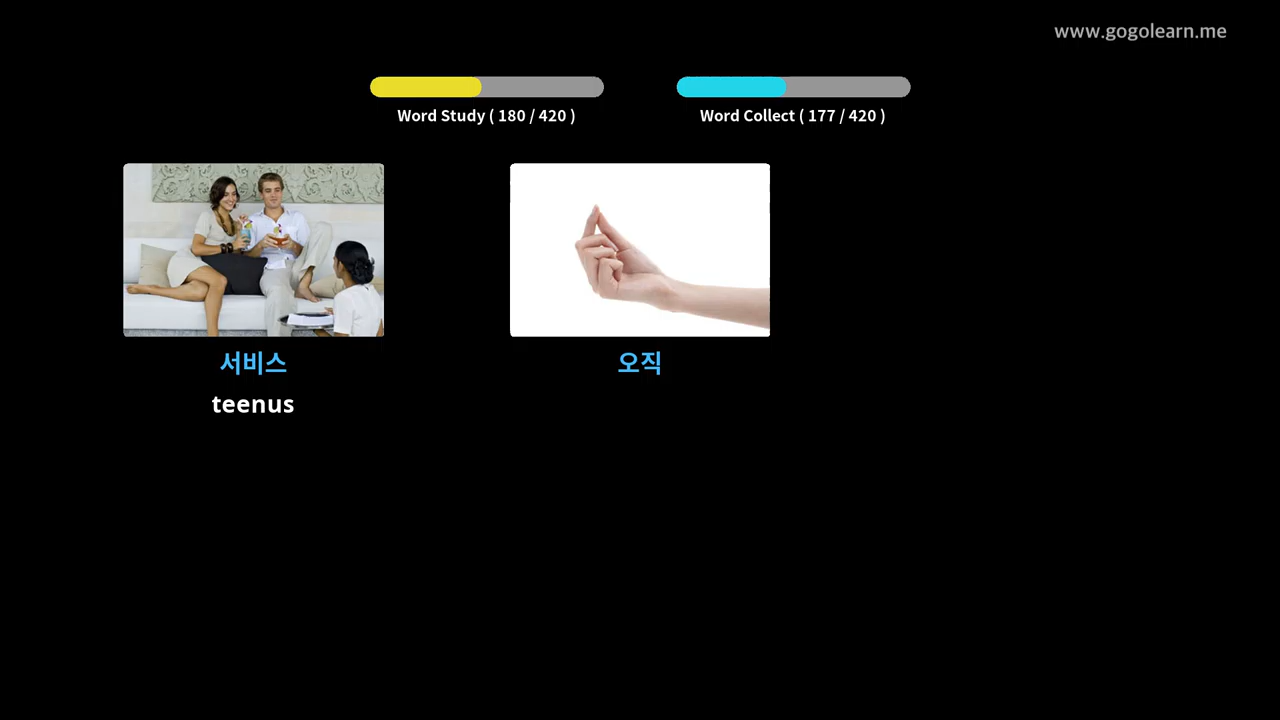 www.gogolearn.me
Word Study ( 180 / 420 )
Word Collect ( 177 / 420 )
서비스
teenus
오직